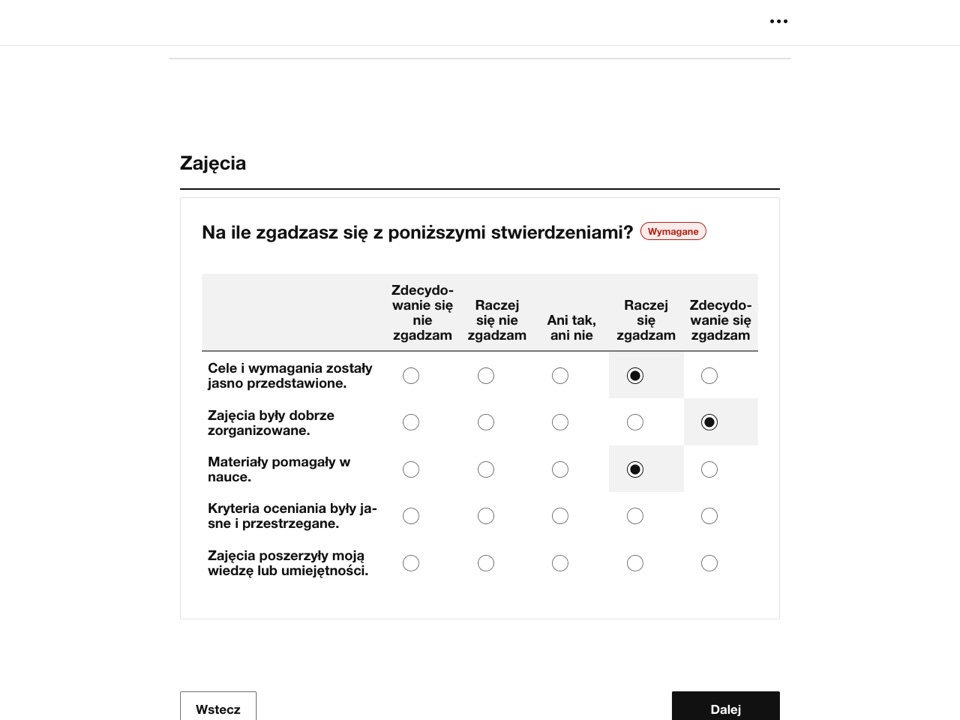 Zajęcia
Na ile zgadzasz się z poniższymi stwierdzeniami? Wymagane
Zdecydo-
wanie się
nie
zgadzam
Raczej
się nie
zgadzam
Ani tak,
ani nie
Raczej
się
zgadzam
Zdecydo-
wanie się
zgadzam
Cele i wymagania zostały
jasno przedstawione.
Zajęcia były dobrze
zorganizowane.
Materiały pomagały w
nauce.
Kryteria oceniania były ja-
sne i przestrzegane.
Zajęcia poszerzyły moją
wiedzę lub umiejętności.
Wstecz
Dalej